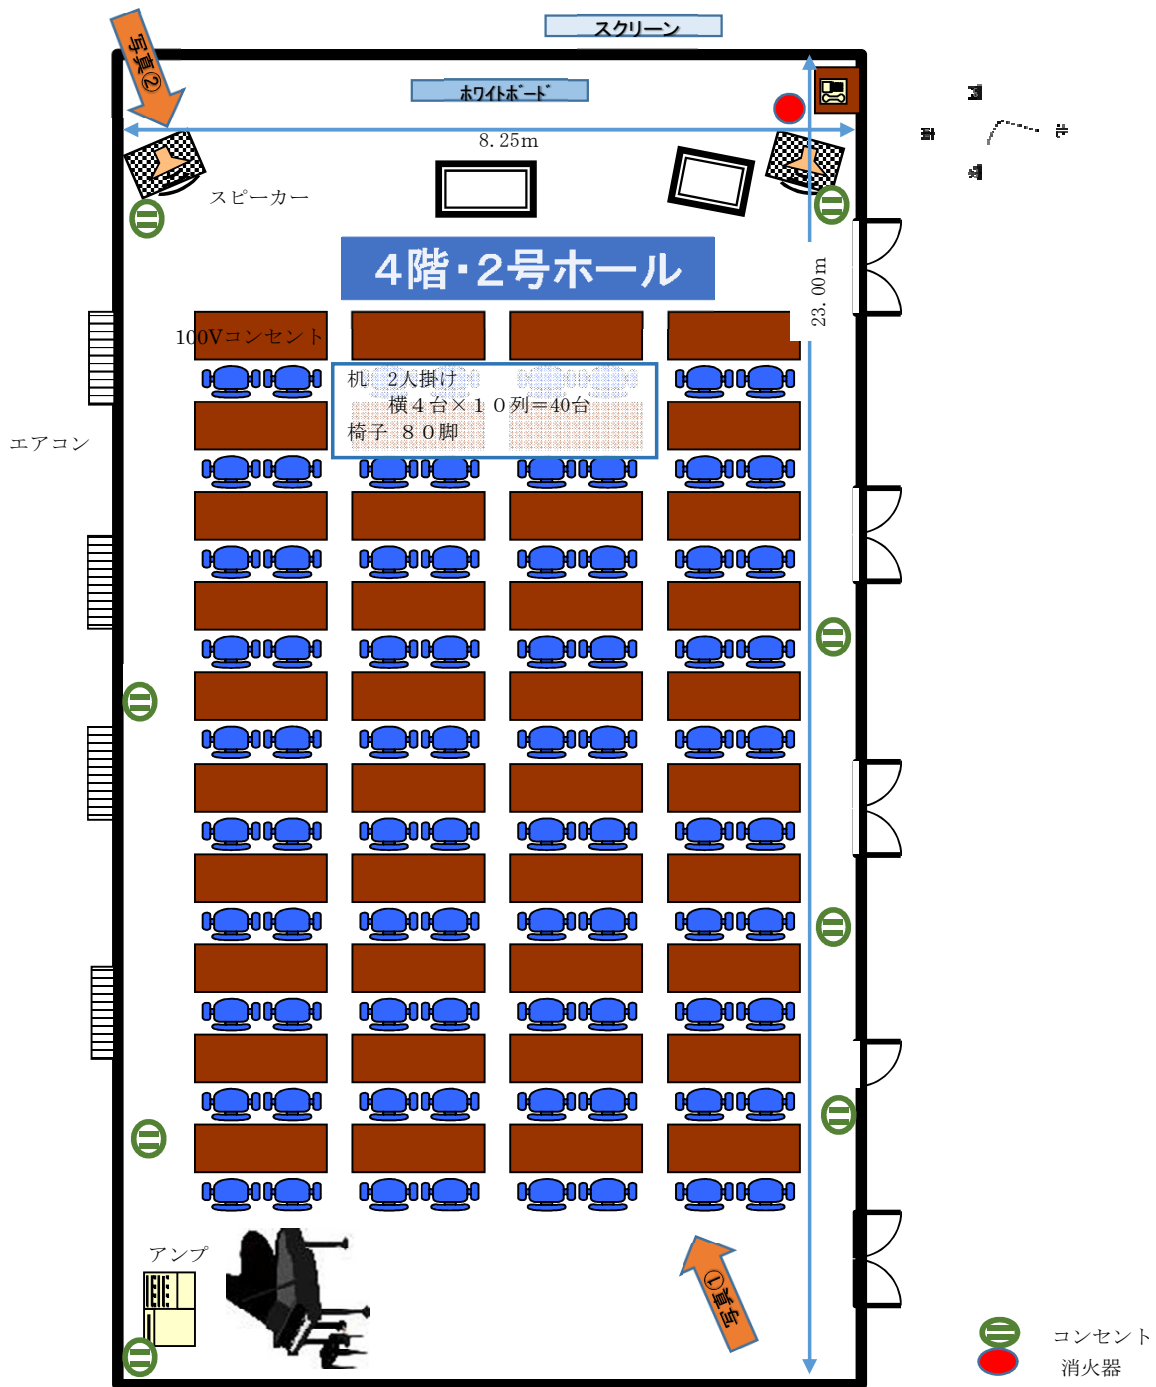 スクリーン
写真②
ﾎﾜｲﾄﾎﾞｰﾄﾞ
8.25m
スピーカー
４階・２号ホール
23.00m
100Vコンセント
机　2人掛け
横４台×１０列＝40台
椅子　８０脚
エアコン
アンプ
写真①
コンセント
消火器
北